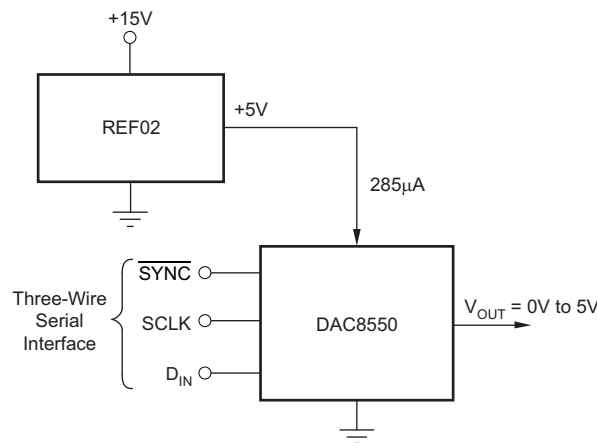 +15V
REF02
+5V
285μA
SYNC
Three-Wire
Serial
Interface
SCLK
DAC8550
V_OUT = 0V to 5V
D_IN